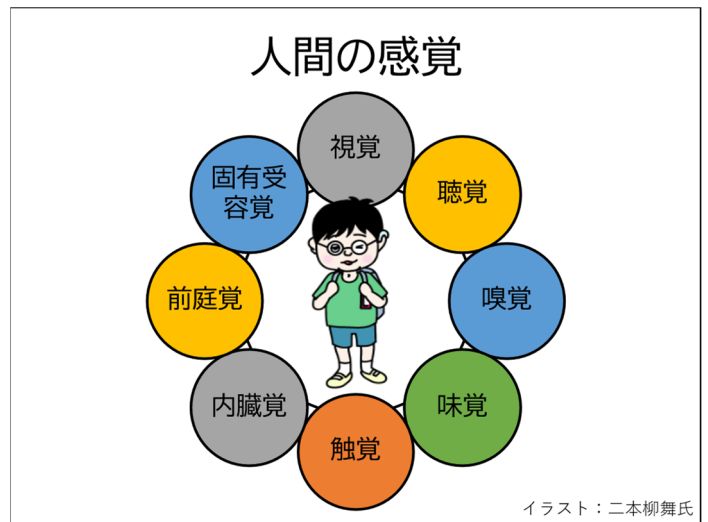 人間の感覚
視覚
聴覚
嗅覚
味覚
触覚
内臓覚
前庭覚
固有受
容覚
イラスト：二本柳舞氏